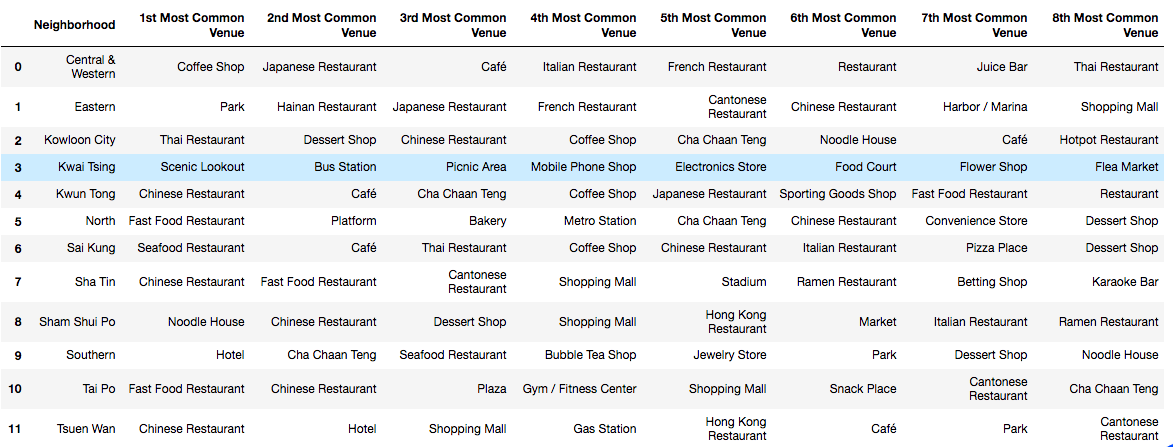 Neighborhood 1st Most Common Venue 2nd Most Common Venue 3rd Most Common Venue 4th Most Common Venue 5th Most Common Venue 6th Most Common Venue 7th Most Common Venue 8th Most Common Venue
0 Central & Western Coffee Shop Japanese Restaurant Café Italian Restaurant French Restaurant Restaurant Juice Bar Thai Restaurant
1 Eastern Park Hainan Restaurant Japanese Restaurant French Restaurant Cantonese Restaurant Chinese Restaurant Harbor / Marina Shopping Mall
2 Kowloon City Thai Restaurant Dessert Shop Chinese Restaurant Coffee Shop Cha Chaan Teng Noodle House Café Hotpot Restaurant
3 Kwai Tsing Scenic Lookout Bus Station Picnic Area Mobile Phone Shop Electronics Store Food Court Flower Shop Flea Market
4 Kwun Tong Chinese Restaurant Café Cha Chaan Teng Coffee Shop Japanese Restaurant Sporting Goods Shop Fast Food Restaurant Restaurant
5 North Fast Food Restaurant Platform Bakery Metro Station Cha Chaan Teng Chinese Restaurant Convenience Store Dessert Shop
6 Sai Kung Seafood Restaurant Café Thai Restaurant Coffee Shop Chinese Restaurant Italian Restaurant Pizza Place Dessert Shop
7 Sha Tin Chinese Restaurant Fast Food Restaurant Cantonese Restaurant Shopping Mall Stadium Ramen Restaurant Betting Shop Karaoke Bar
8 Sham Shui Po Noodle House Chinese Restaurant Dessert Shop Shopping Mall Hong Kong Restaurant Market Italian Restaurant Ramen Restaurant
9 Southern Hotel Cha Chaan Teng Seafood Restaurant Bubble Tea Shop Jewelry Store Park Dessert Shop Noodle House
10 Tai Po Fast Food Restaurant Chinese Restaurant Plaza Gym / Fitness Center Shopping Mall Snack Place Cantonese Restaurant Cha Chaan Teng
11 Tsuen Wan Chinese Restaurant Hotel Shopping Mall Gas Station Hong Kong Restaurant Café Park Cantonese Restaurant